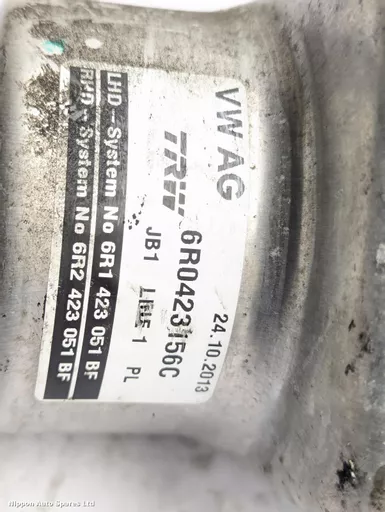 VW AG 24.10.2013
TRW 6R0423156C
JB1 LINE 1 PL
LHD - System No 6R1 423 051 BF
RHD - System No 6R2 423 051 BF
Nippon Auto Spares Ltd